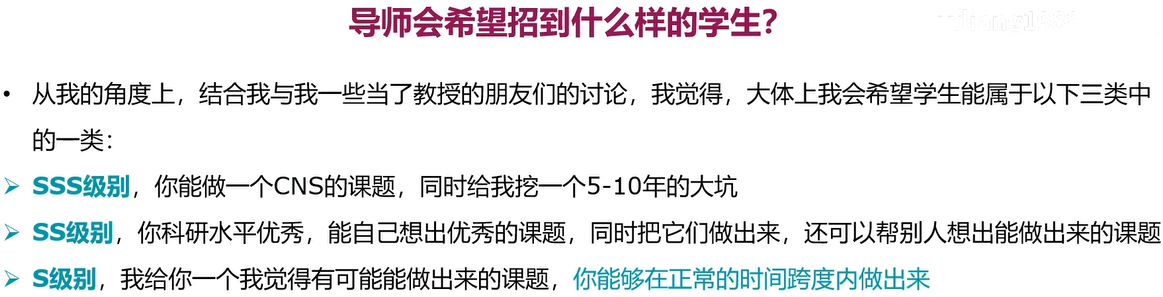 导师会希望招到什么样的学生？
• 从我的角度上，结合我与我一些当了教授的朋友们的讨论，我觉得，大体上我会希望学生能属于以下三类中
的一类：
➢ SSS级别，你能做一个CNS的课题，同时给我挖一个5-10年的大坑
➢ SS级别，你科研水平优秀，能自己想出优秀的课题，同时把它们做出来，还可以帮别人想出能做出来的课题
➢ S级别，我给你一个我觉得有可能能做出来的课题，你能够在正常的时间跨度内做出来